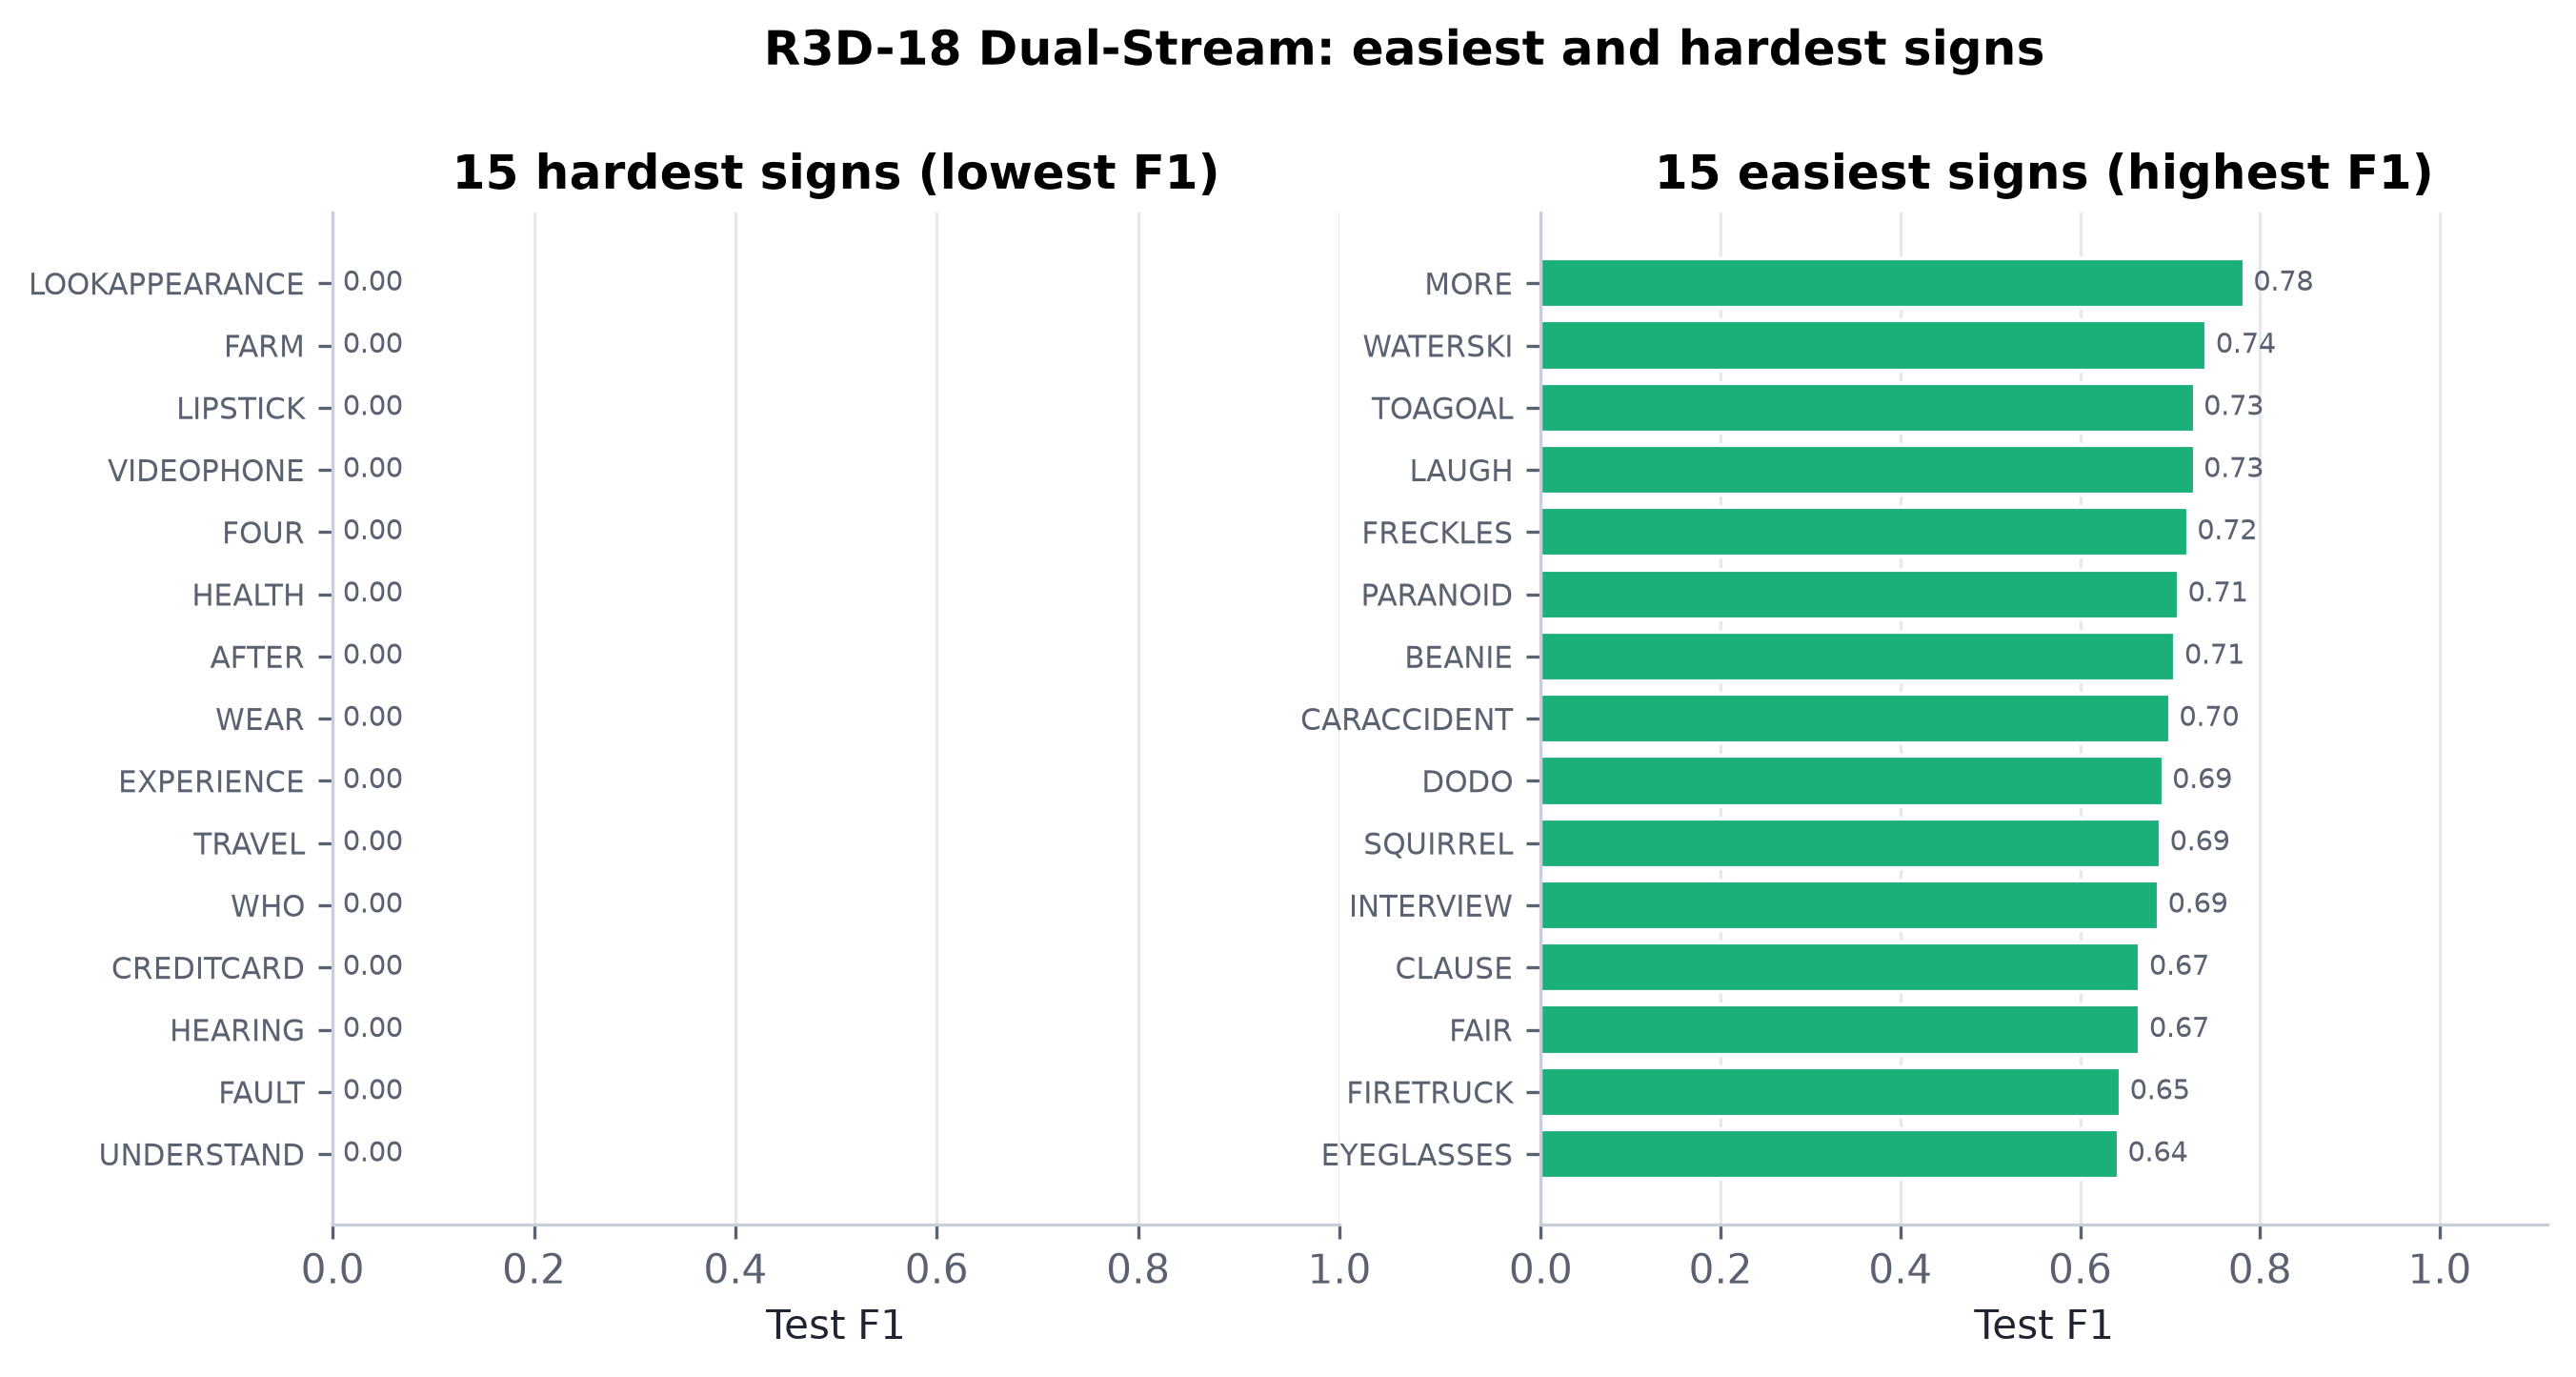 R3D-18 Dual-Stream: easiest and hardest signs
15 hardest signs (lowest F1)
LOOKAPPEARANCE 0.00
FARM 0.00
LIPSTICK 0.00
VIDEOPHONE 0.00
FOUR 0.00
HEALTH 0.00
AFTER 0.00
WEAR 0.00
EXPERIENCE 0.00
TRAVEL 0.00
WHO 0.00
CREDITCARD 0.00
HEARING 0.00
FAULT 0.00
UNDERSTAND 0.00
0.0 0.2 0.4 0.6 0.8 1.0
Test F1
15 easiest signs (highest F1)
MORE 0.78
WATERSKI 0.74
TOAGOAL 0.73
LAUGH 0.73
FRECKLES 0.72
PARANOID 0.71
BEANIE 0.71
CARACCIDENT 0.70
DODO 0.69
SQUIRREL 0.69
INTERVIEW 0.69
CLAUSE 0.67
FAIR 0.67
FIRETRUCK 0.65
EYEGLASSES 0.64
0.0 0.2 0.4 0.6 0.8 1.0
Test F1